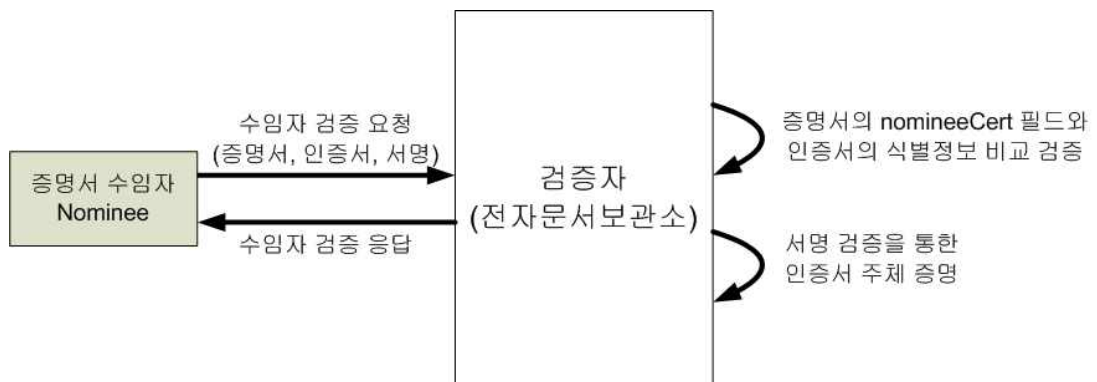 수임자 검증 요청
(증명서, 인증서, 서명)
증명서 수임자
Nominee
수임자 검증 응답
검증자
(전자문서보관소)
증명서의 nomineeCert 필드와
인증서의 식별정보 비교 검증
서명 검증을 통한
인증서 주체 증명